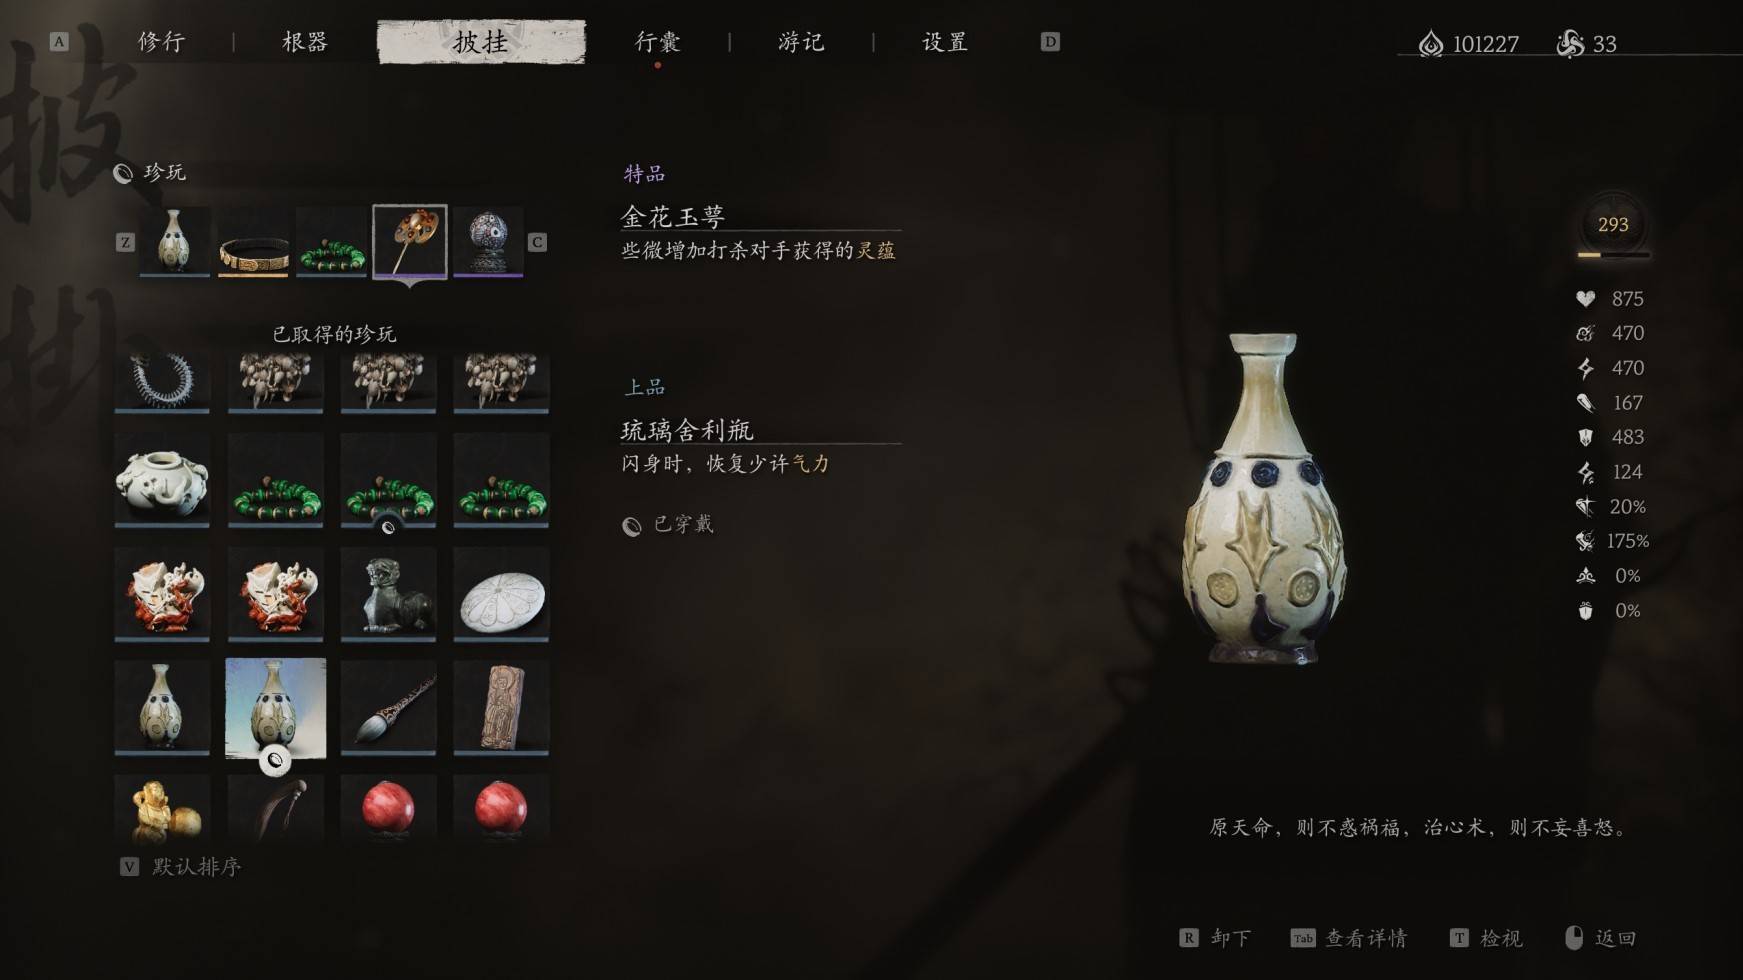 A 修行 | 根器 披挂 行囊 | 游记 | 设置 D 101227 33
披挂
珍玩
Z C
已取得的珍玩
V 默认排序
特品
金花玉萼
些微增加打杀对手获得的灵蕴
上品
琉璃舍利瓶
闪身时，恢复少许气力
已穿戴
293
875
470
470
167
483
124
20%
175%
0%
0%
原天命，则不惑祸福，治心术，则不妄喜怒。
R 卸下 Tab 查看详情 T 检视 返回